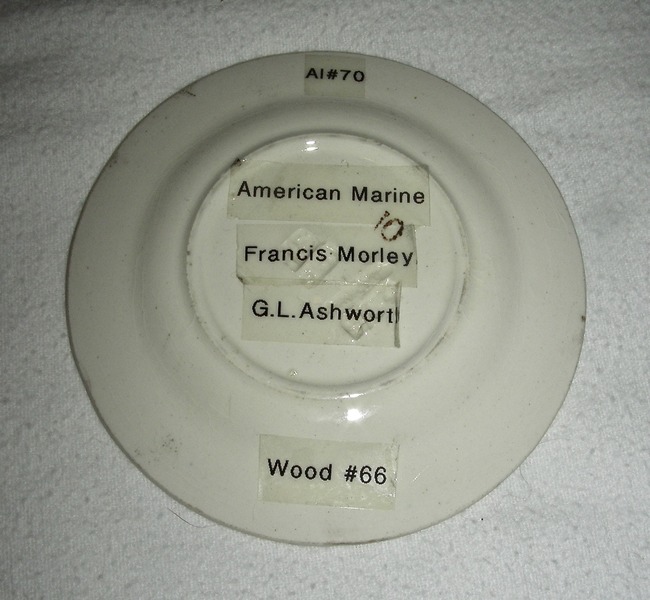 AI#70
American Marine
10
Francis Morley
G.L.Ashwort
Wood #66